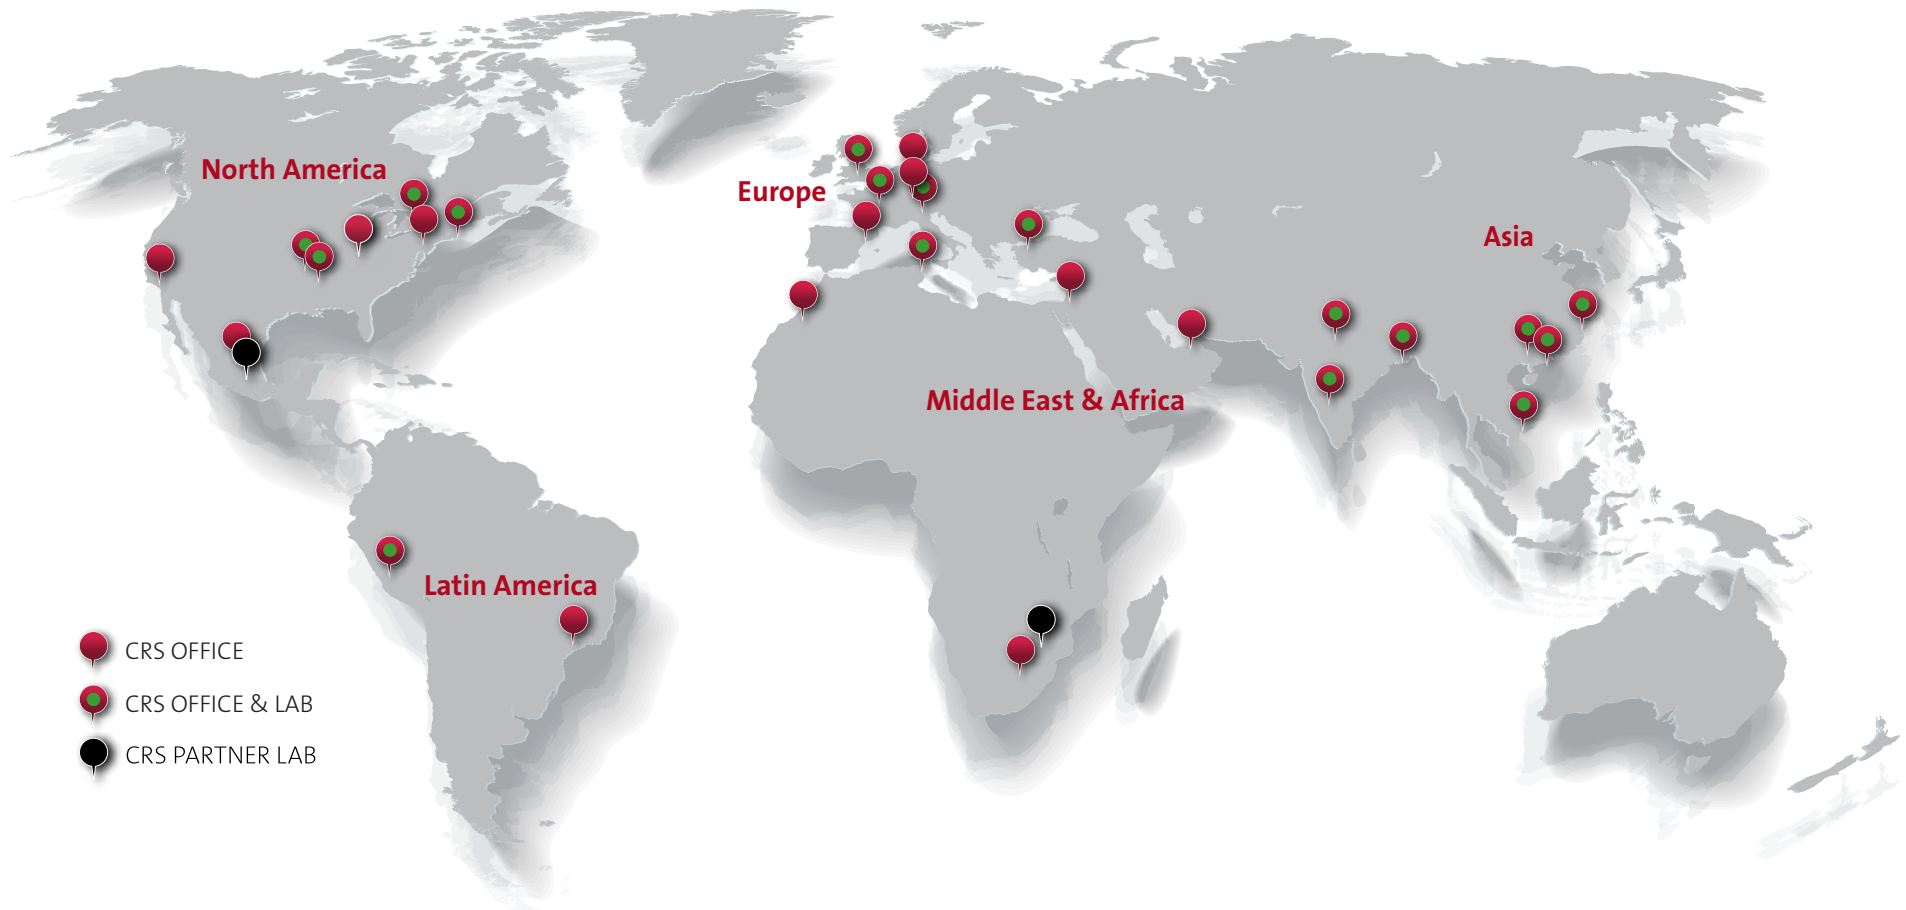 North America
Europe
Asia
Middle East & Africa
Latin America
CRS OFFICE
CRS OFFICE & LAB
CRS PARTNER LAB